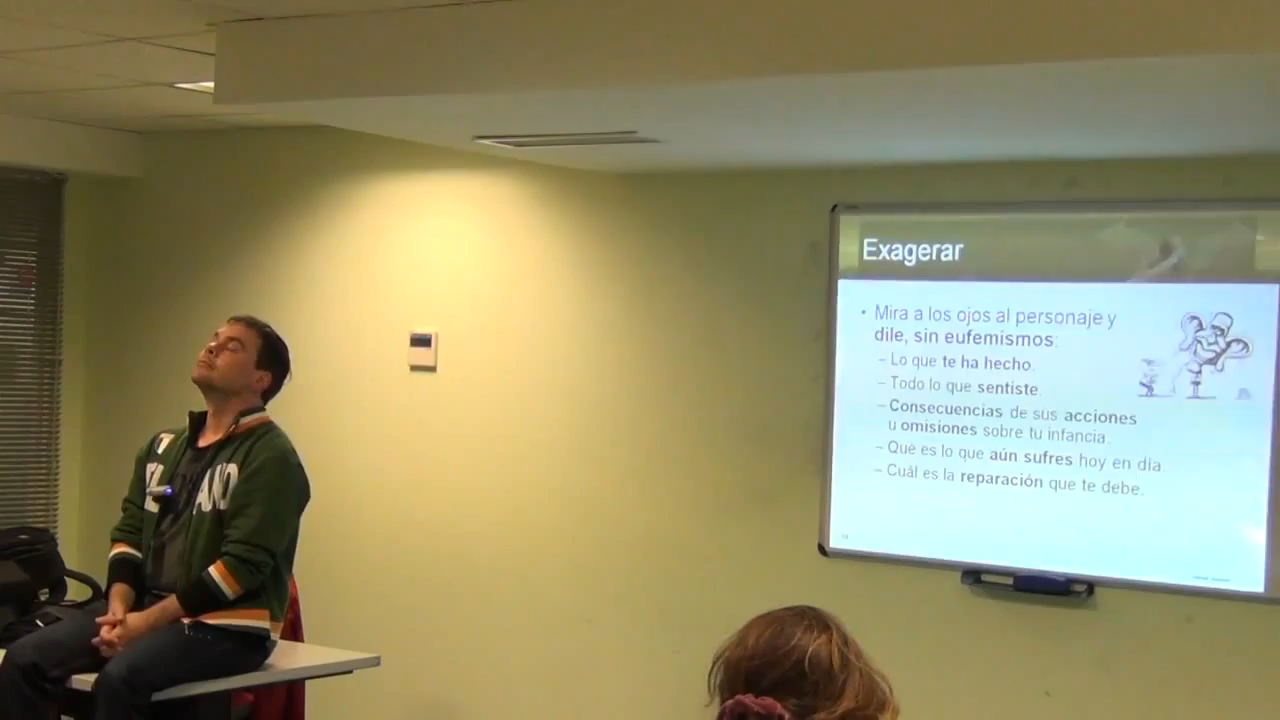 Exagerar
• Mira a los ojos al personaje y
dile, sin eufemismos:
– Lo que te ha hecho.
– Todo lo que sentiste.
– Consecuencias de sus acciones
u omisiones sobre tu infancia.
– Qué es lo que aún sufres hoy en día
– Cuál es la reparación que te debe.